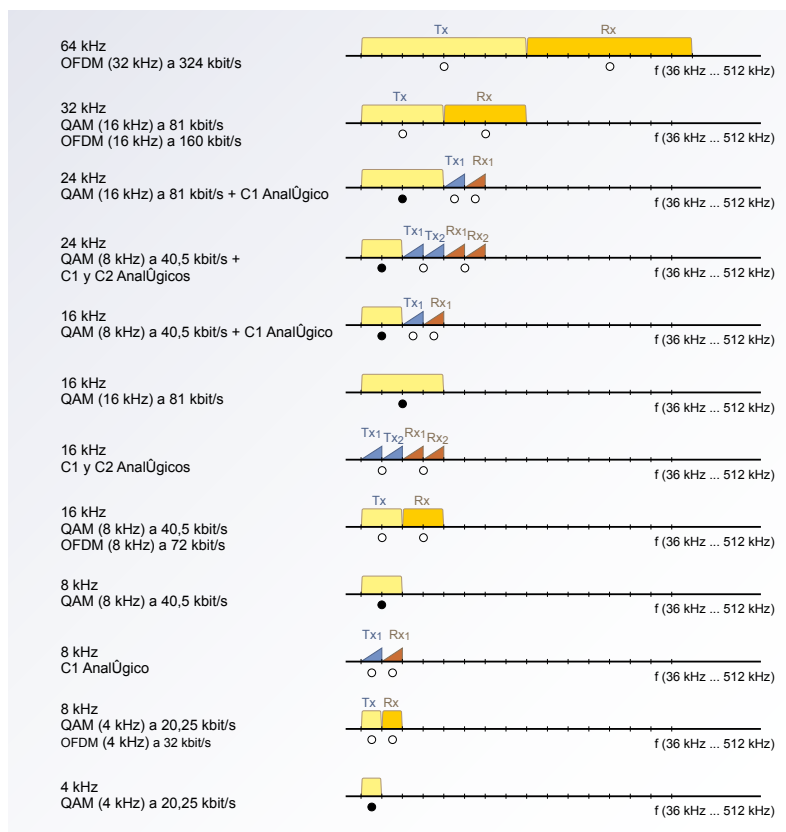 Tx Rx
64 kHz
OFDM (32 kHz) a 324 kbit/s
f (36 kHz ... 512 kHz)
Tx Rx
32 kHz
QAM (16 kHz) a 81 kbit/s
OFDM (16 kHz) a 160 kbit/s
f (36 kHz ... 512 kHz)
Tx1 Rx1
24 kHz
QAM (16 kHz) a 81 kbit/s + C1 AnalÛgico
f (36 kHz ... 512 kHz)
Tx1 Tx2 Rx1 Rx2
24 kHz
QAM (8 kHz) a 40,5 kbit/s +
C1 y C2 AnalÛgicos
f (36 kHz ... 512 kHz)
Tx1 Rx1
16 kHz
QAM (8 kHz) a 40,5 kbit/s + C1 AnalÛgico
f (36 kHz ... 512 kHz)
16 kHz
QAM (16 kHz) a 81 kbit/s
f (36 kHz ... 512 kHz)
Tx1 Tx2 Rx1 Rx2
16 kHz
C1 y C2 AnalÛgicos
f (36 kHz ... 512 kHz)
Tx Rx
16 kHz
QAM (8 kHz) a 40,5 kbit/s
OFDM (8 kHz) a 72 kbit/s
f (36 kHz ... 512 kHz)
8 kHz
QAM (8 kHz) a 40,5 kbit/s
f (36 kHz ... 512 kHz)
Tx1 Rx1
8 kHz
C1 AnalÛgico
f (36 kHz ... 512 kHz)
Tx Rx
8 kHz
QAM (4 kHz) a 20,25 kbit/s
OFDM (4 kHz) a 32 kbit/s
f (36 kHz ... 512 kHz)
4 kHz
QAM (4 kHz) a 20,25 kbit/s
f (36 kHz ... 512 kHz)